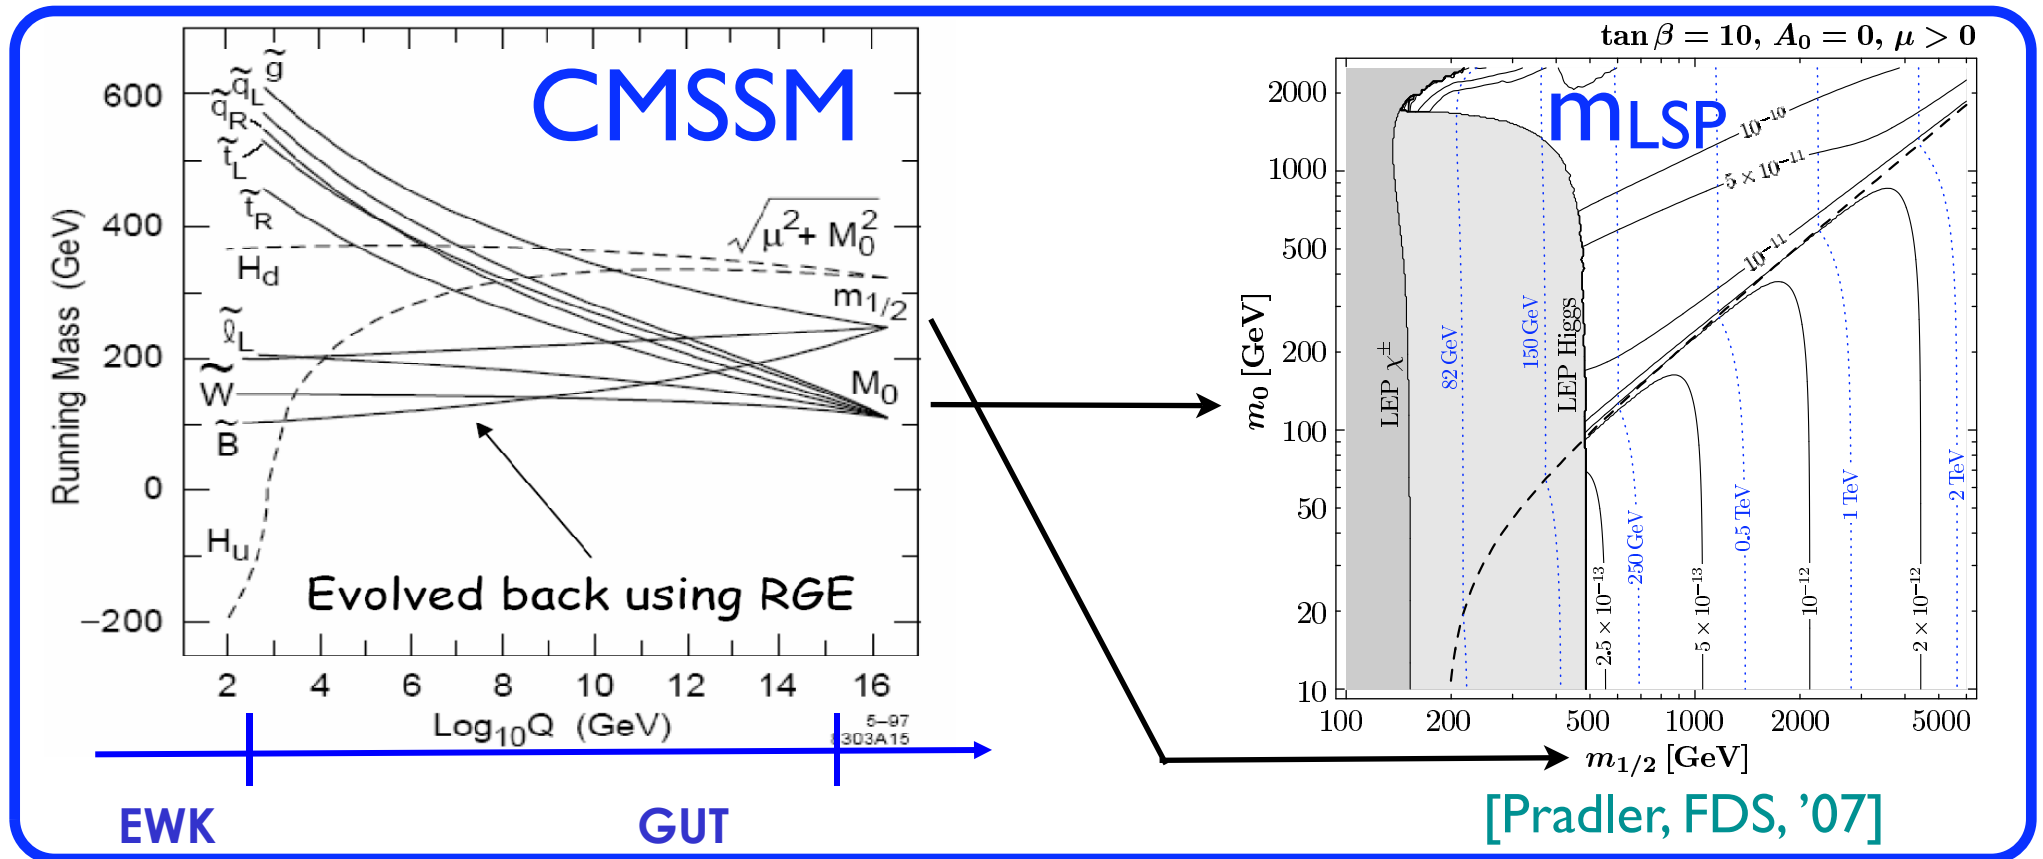 CMSSM
600
400
200
0
−200
Running Mass (GeV)
g̃
q̃L
q̃R
t̃L
t̃R
Hd
ℓ̃L
W̃
B̃
Hu
√μ²+ M₀²
m1/2
M0
Evolved back using RGE
2 4 6 8 10 12 14 16
Log10Q (GeV)
5–97
8303A15
EWK
GUT
tan β = 10, A0 = 0, μ > 0
mLSP
2000
1000
500
200
100
50
20
10
m0 [GeV]
LEP χ±
82 GeV
150 GeV
LEP Higgs
10−10
5 × 10−11
10−11
2.5 × 10−13
250 GeV
5 × 10−13
0.5 TeV
10−12
1 TeV
2 × 10−12
2 TeV
100 200 500 1000 2000 5000
m1/2 [GeV]
[Pradler, FDS, ’07]